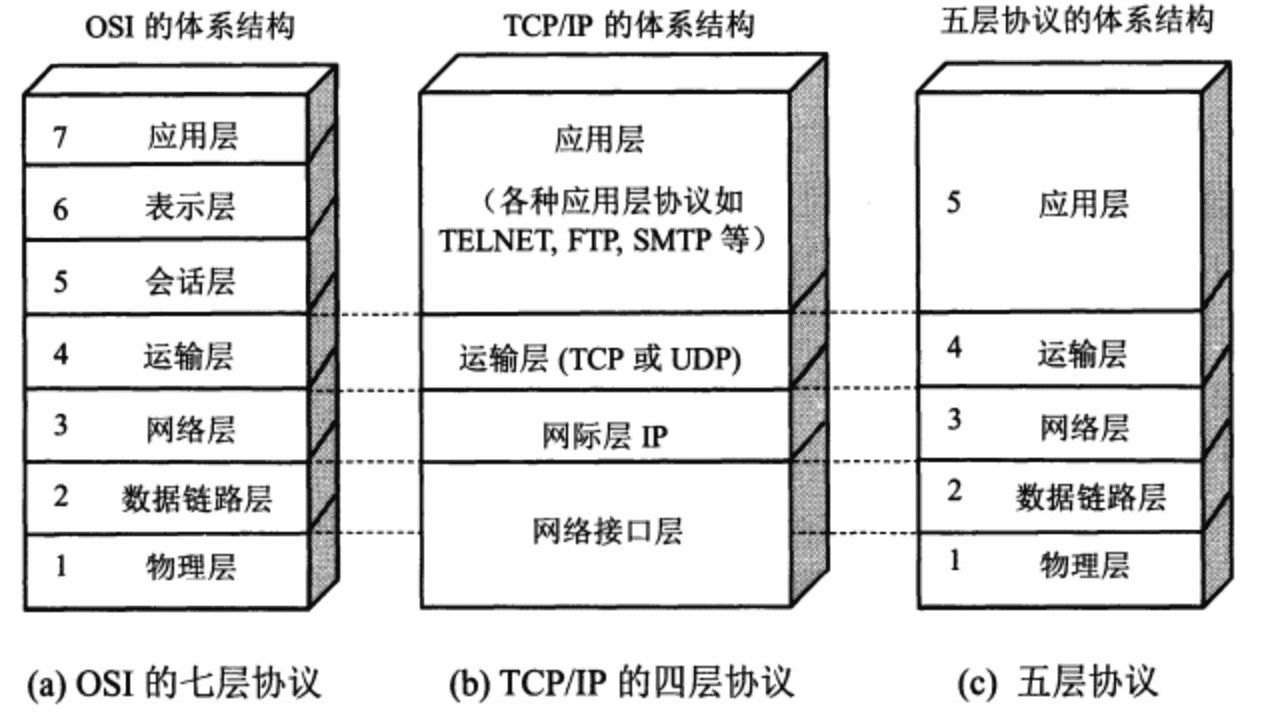 OSI 的体系结构
TCP/IP 的体系结构
五层协议的体系结构
7 应用层
6 表示层
5 会话层
4 运输层
3 网络层
2 数据链路层
1 物理层
应用层
（各种应用层协议如
TELNET, FTP, SMTP 等）
运输层 (TCP 或 UDP)
网际层 IP
网络接口层
5 应用层
4 运输层
3 网络层
2 数据链路层
1 物理层
(a) OSI 的七层协议
(b) TCP/IP 的四层协议
(c) 五层协议